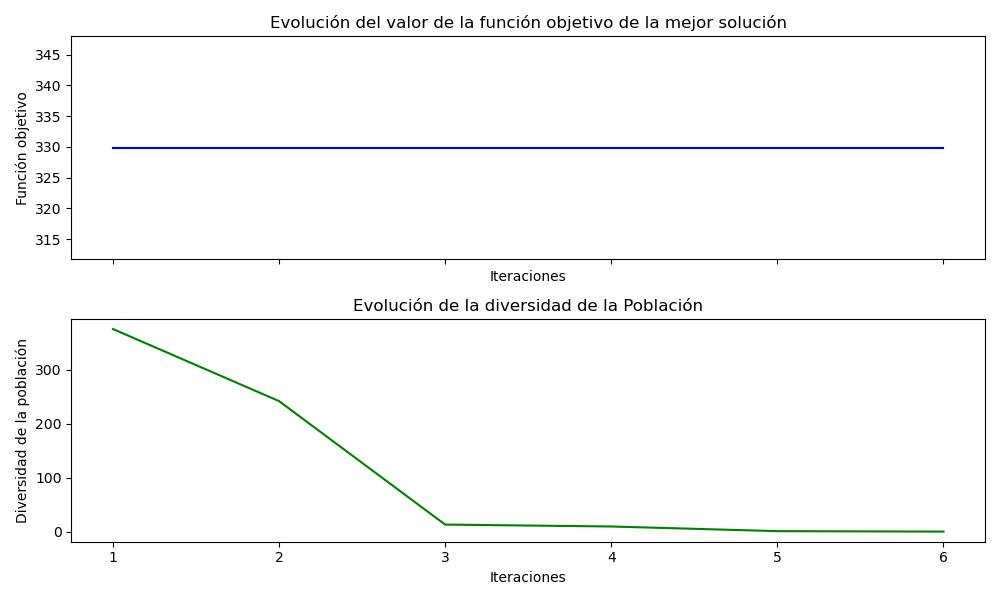 Evolución del valor de la función objetivo de la mejor solución
Función objetivo
345
340
335
330
325
320
315
Iteraciones
Evolución de la diversidad de la Población
Diversidad de la población
300
200
100
0
1 2 3 4 5 6
Iteraciones